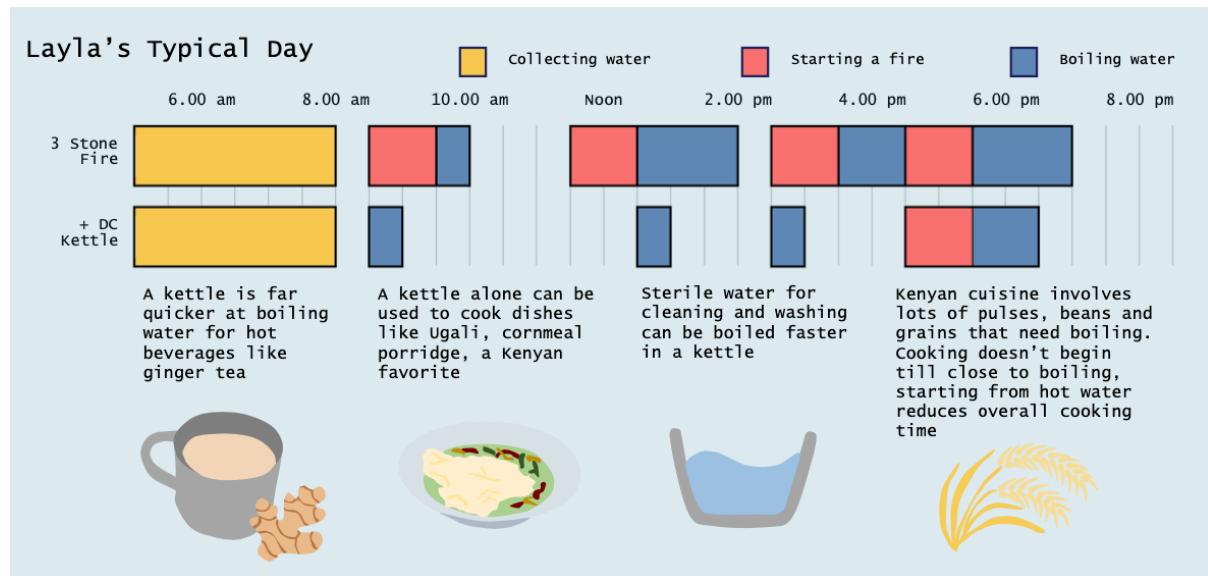 Layla's Typical Day
Collecting water
Starting a fire
Boiling water
6.00 am
8.00 am
10.00 am
Noon
2.00 pm
4.00 pm
6.00 pm
8.00 pm
3 Stone
Fire
+ DC
Kettle
A kettle is far
quicker at boiling
water for hot
beverages like
ginger tea
A kettle alone can be
used to cook dishes
like Ugali, cornmeal
porridge, a Kenyan
favorite
Sterile water for
cleaning and washing
can be boiled faster
in a kettle
Kenyan cuisine involves
lots of pulses, beans and
grains that need boiling.
Cooking doesn't begin
till close to boiling,
starting from hot water
reduces overall cooking
time